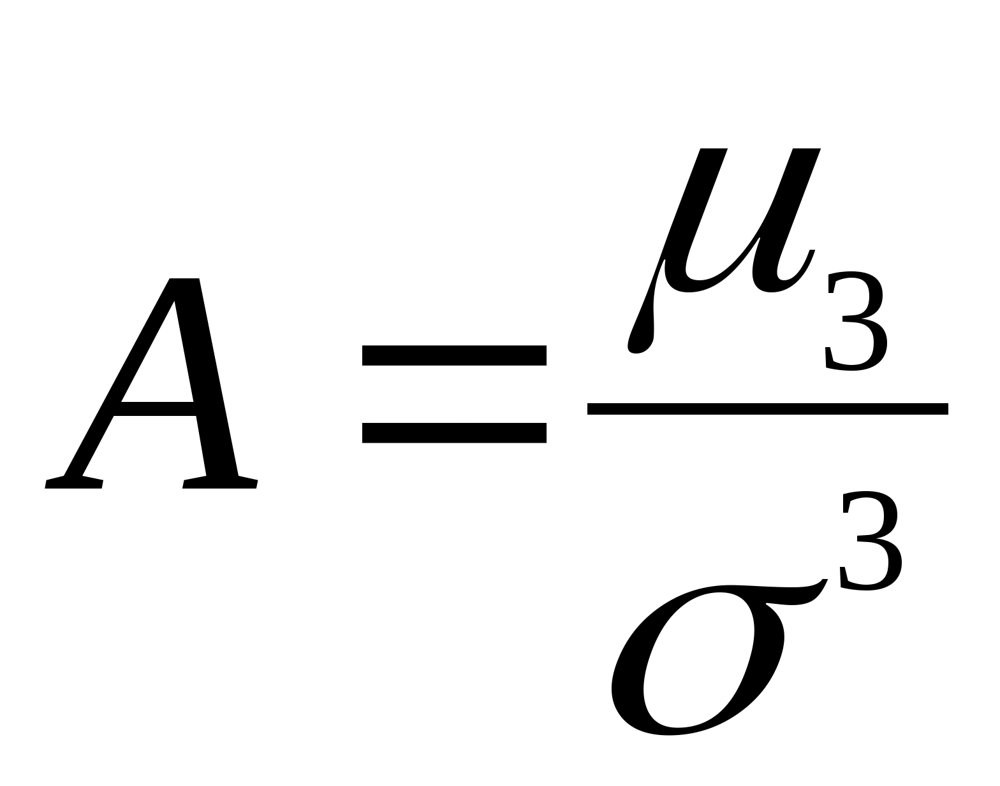 A = μ₃ / σ³